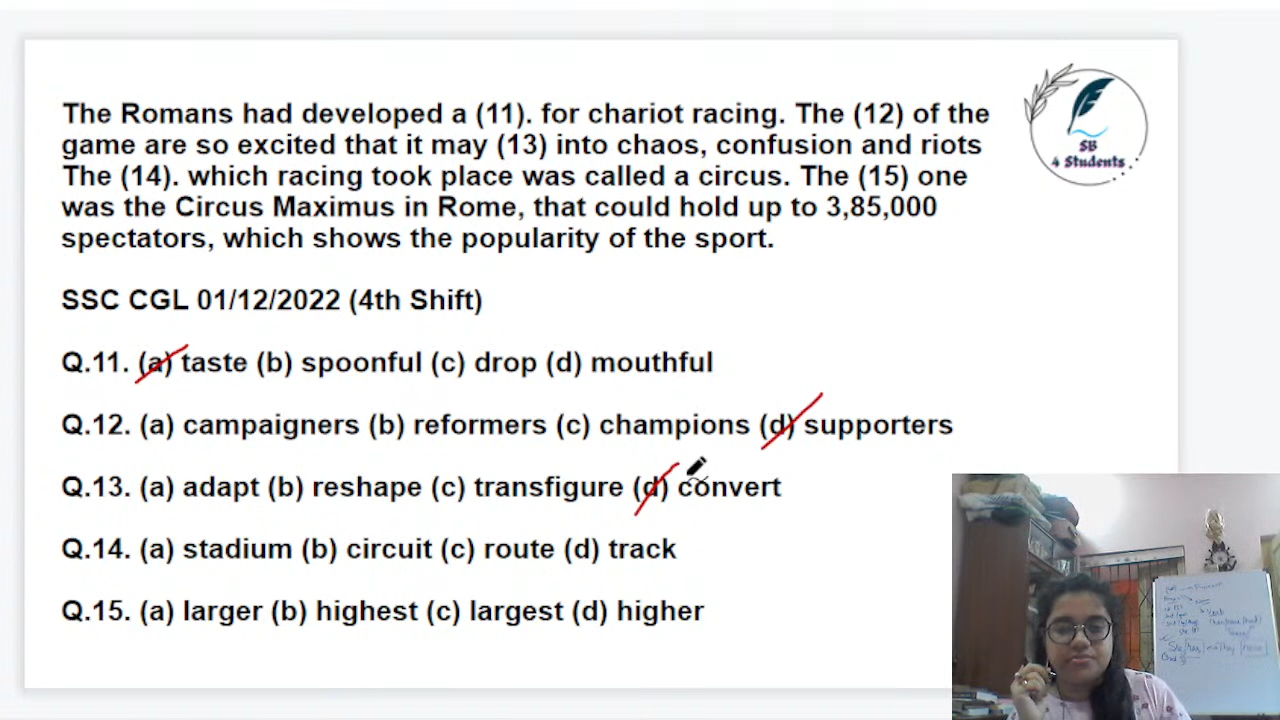 The Romans had developed a (11). for chariot racing. The (12) of the
game are so excited that it may (13) into chaos, confusion and riots
The (14). which racing took place was called a circus. The (15) one
was the Circus Maximus in Rome, that could hold up to 3,85,000
spectators, which shows the popularity of the sport.
SB
4 Students
SSC CGL 01/12/2022 (4th Shift)
Q.11. (a) taste (b) spoonful (c) drop (d) mouthful
Q.12. (a) campaigners (b) reformers (c) champions (d) supporters
Q.13. (a) adapt (b) reshape (c) transfigure (d) convert
Q.14. (a) stadium (b) circuit (c) route (d) track
Q.15. (a) larger (b) highest (c) largest (d) higher